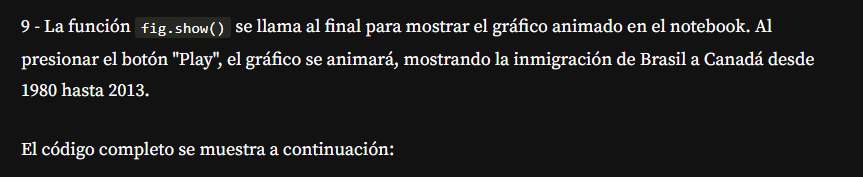 9 - La función fig.show() se llama al final para mostrar el gráfico animado en el notebook. Al
presionar el botón "Play", el gráfico se animará, mostrando la inmigración de Brasil a Canadá desde
1980 hasta 2013.
El código completo se muestra a continuación: